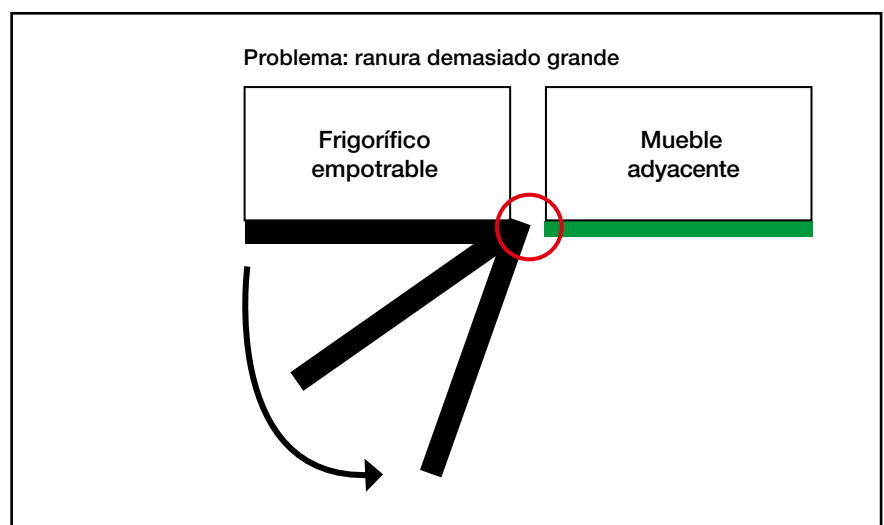 Problema: ranura demasiado grande
Frigorífico
empotrable
Mueble
adyacente